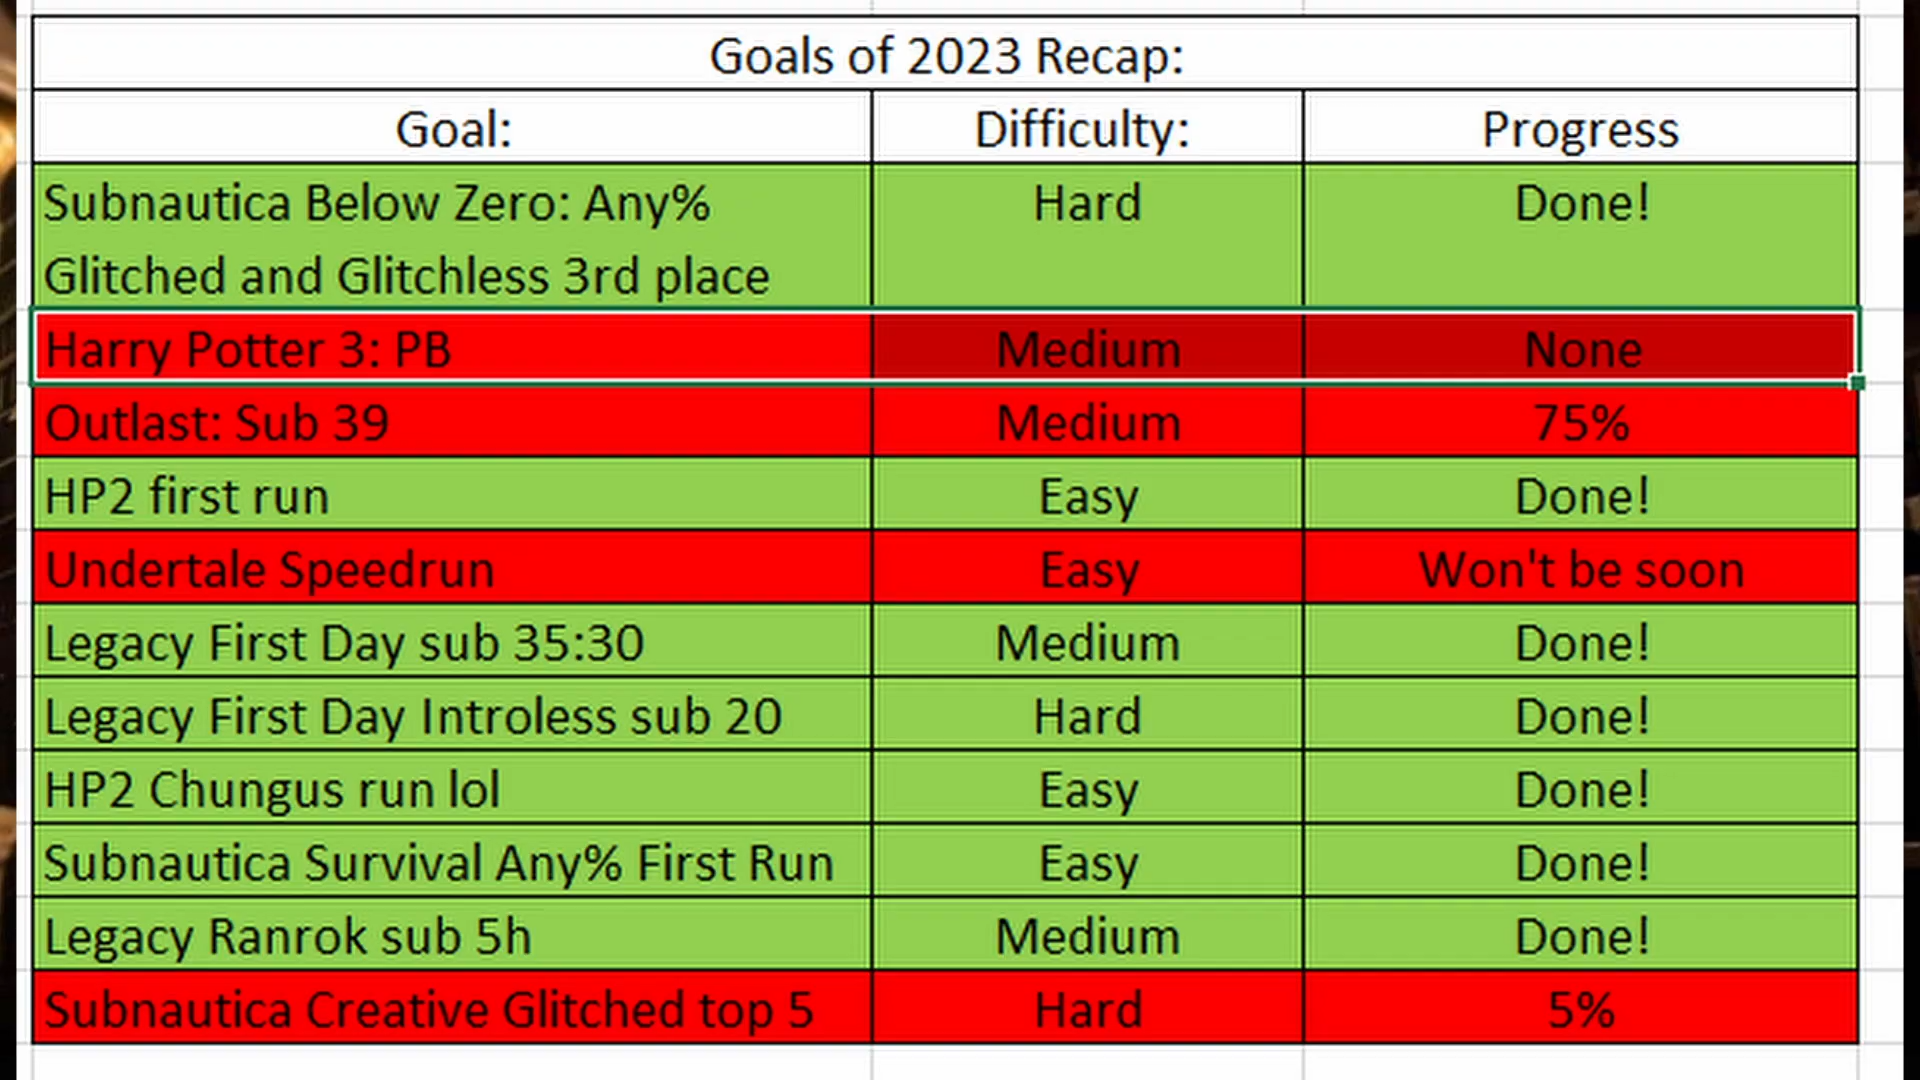 Goals of 2023 Recap:
Goal: Difficulty: Progress
Subnautica Below Zero: Any% Hard Done!
Glitched and Glitchless 3rd place
Harry Potter 3: PB Medium None
Outlast: Sub 39 Medium 75%
HP2 first run Easy Done!
Undertale Speedrun Easy Won't be soon
Legacy First Day sub 35:30 Medium Done!
Legacy First Day Introless sub 20 Hard Done!
HP2 Chungus run lol Easy Done!
Subnautica Survival Any% First Run Easy Done!
Legacy Ranrok sub 5h Medium Done!
Subnautica Creative Glitched top 5 Hard 5%